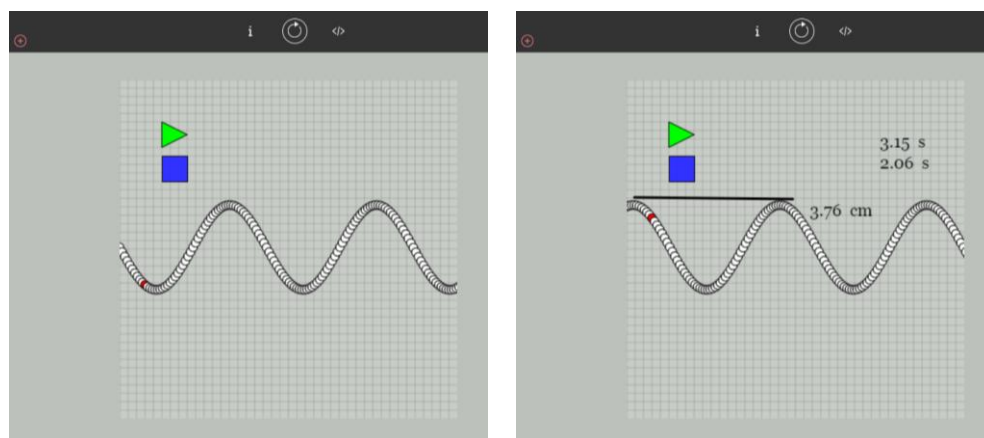 i </>
i </>
3.15 s
2.06 s
3.76 cm